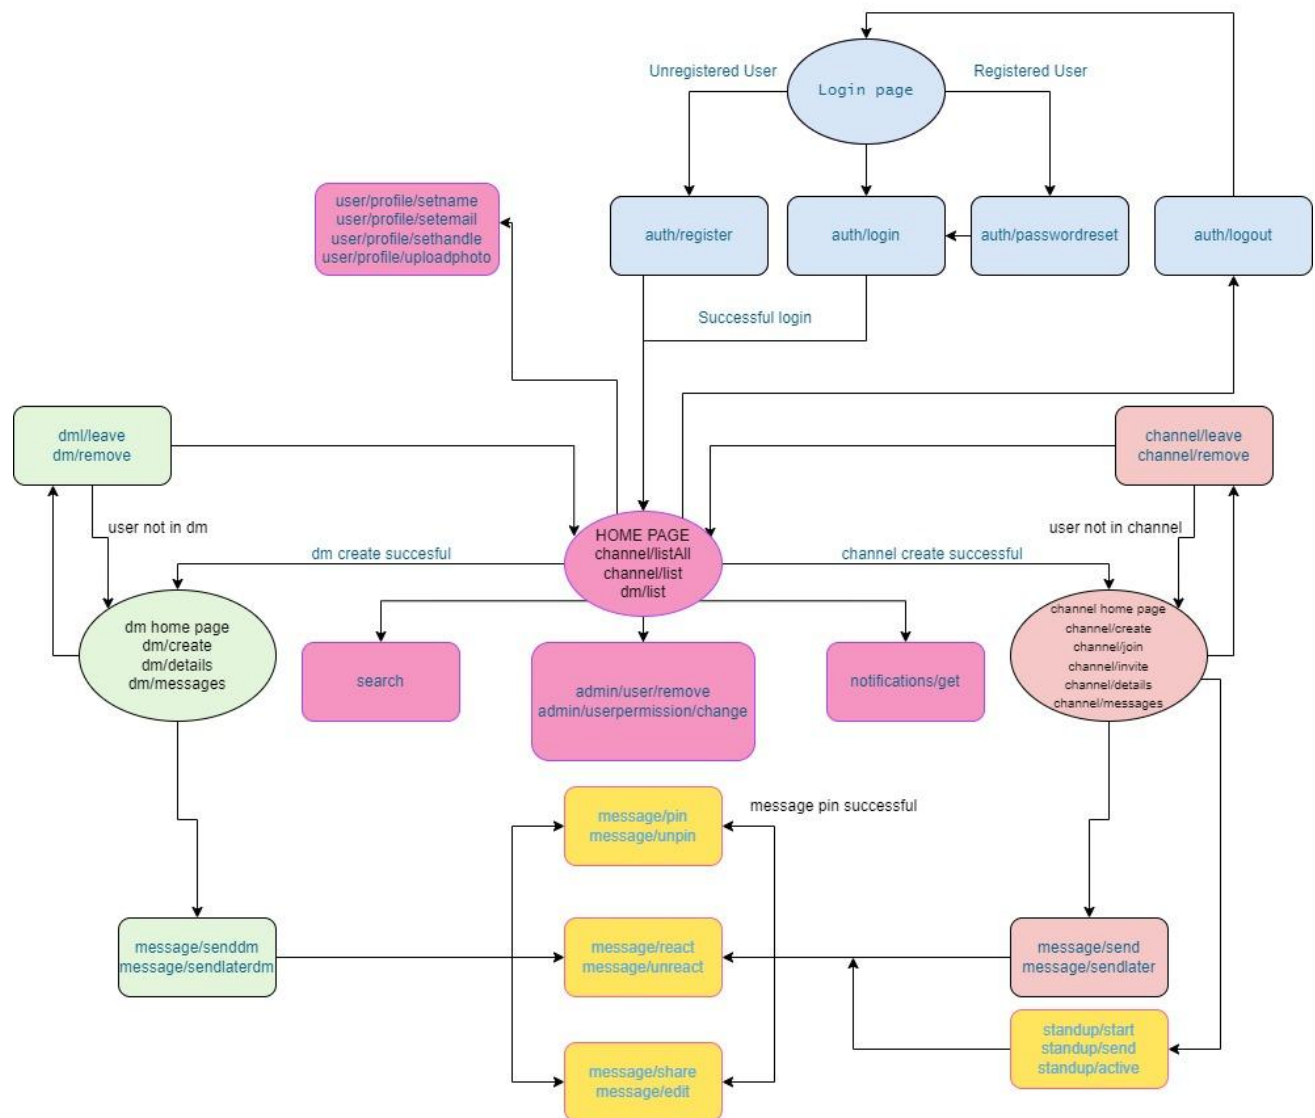 Unregistered User
Registered User
Login page
user/profile/setname
user/profile/setemail
user/profile/sethandle
user/profile/uploadphoto
auth/register
auth/login
auth/passwordreset
auth/logout
Successful login
dml/leave
dm/remove
channel/leave
channel/remove
user not in dm
user not in channel
HOME PAGE
channel/listAll
channel/list
dm/list
dm create succesful
channel create successful
dm home page
dm/create
dm/details
dm/messages
channel home page
channel/create
channel/join
channel/invite
channel/details
channel/messages
search
admin/user/remove
admin/userpermission/change
notifications/get
message/pin
message/unpin
message pin successful
message/senddm
message/sendlaterdm
message/react
message/unreact
message/send
message/sendlater
standup/start
standup/send
standup/active
message/share
message/edit